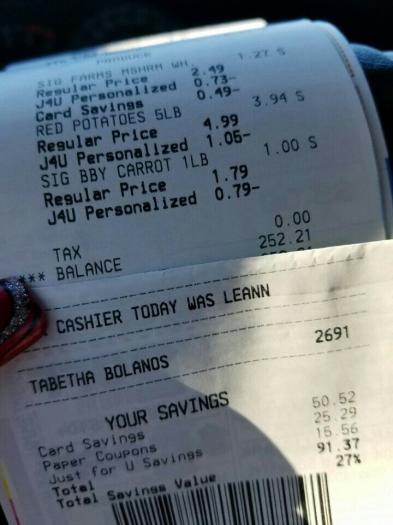 PRODUCE
SIG FARMS MSHRM WH 1.27 S
Regular Price 2.49
J4U Personalized 0.73-
Card Savings 0.49-
RED POTATOES 5LB 3.94 S
Regular Price 4.99
J4U Personalized 1.05-
SIG BBY CARROT 1LB 1.00 S
Regular Price 1.79
J4U Personalized 0.79-
TAX 0.00
*** BALANCE 252.21
CASHIER TODAY WAS LEANN
2691
TABETHA BOLANOS
YOUR SAVINGS
Card Savings 50.52
Paper Coupons 25.29
Just for U Savings 15.56
Total 91.37
Total Savings Value 27%